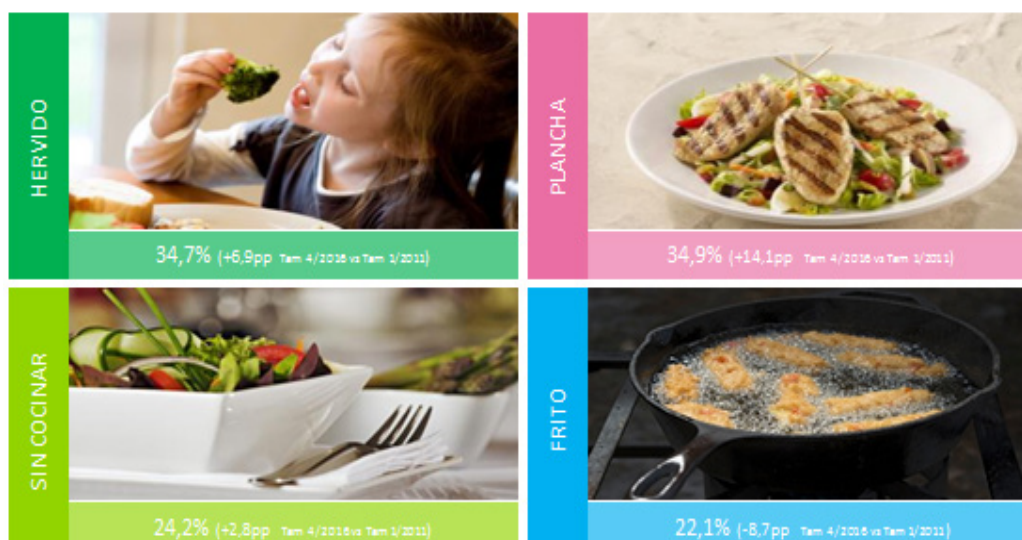 HERVIDO
34,7% (+6,9pp Tam 4/2016 vs Tam 1/2011)
PLANCHA
34,9% (+14,1pp Tam 4/2016 vs Tam 1/2011)
SIN COCINAR
24,2% (+2,8pp Tam 4/2016 vs Tam 1/2011)
FRITO
22,1% (-8,7pp Tam 4/2016 vs Tam 1/2011)